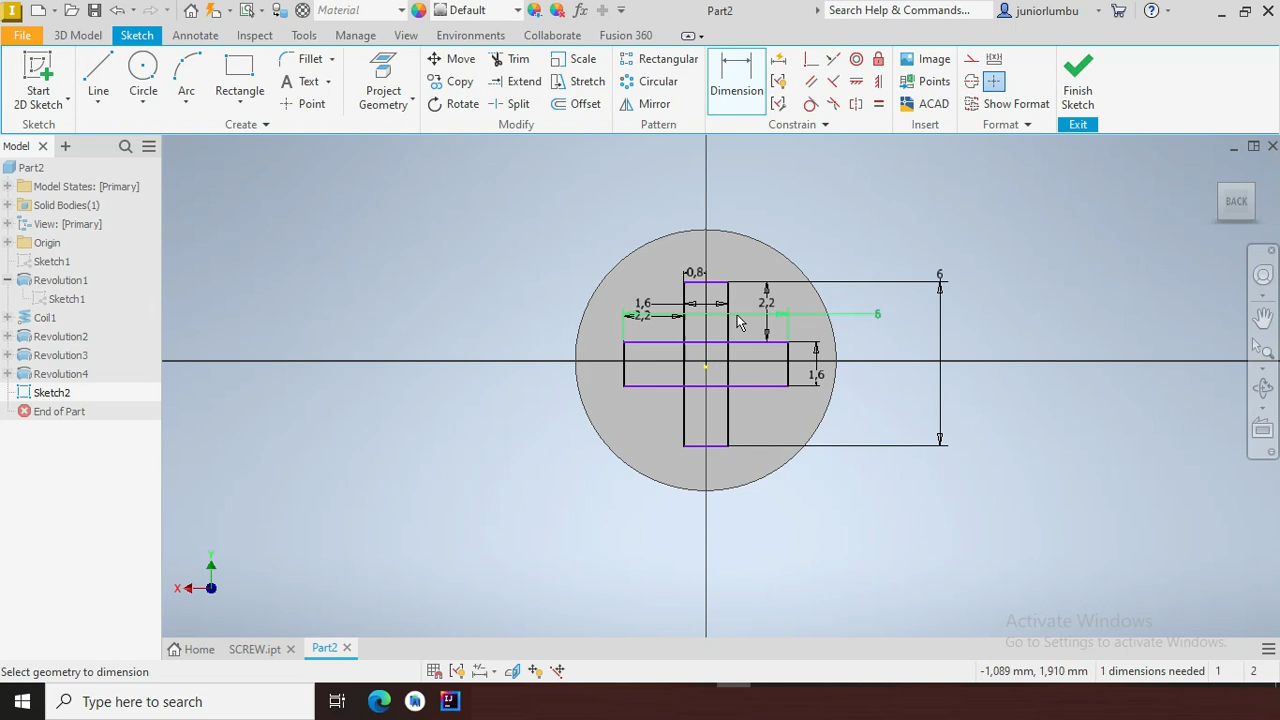 Material
Default
Part2
Search Help & Commands...
juniorlumbu
File
3D Model
Sketch
Annotate
Inspect
Tools
Manage
View
Environments
Collaborate
Fusion 360
Start
2D Sketch
Line
Circle
Arc
Rectangle
Fillet
Text
Point
Project
Geometry
Move
Copy
Rotate
Trim
Extend
Split
Scale
Stretch
Offset
Rectangular
Circular
Mirror
Dimension
Image
Points
ACAD
Show Format
Finish
Sketch
Sketch
Create
Modify
Pattern
Constrain
Insert
Format
Exit
Model
Part2
Model States: [Primary]
Solid Bodies(1)
View: [Primary]
Origin
Sketch1
Revolution1
Sketch1
Coil1
Revolution2
Revolution3
Revolution4
Sketch2
End of Part
BACK
0,8
6
1,6
2,2
2,2
6
1,6
Y
X
Activate Windows
Go to Settings to activate Windows.
Home
SCREW.ipt
Part2
Select geometry to dimension
-1,089 mm, 1,910 mm
1 dimensions needed
1
2
Type here to search